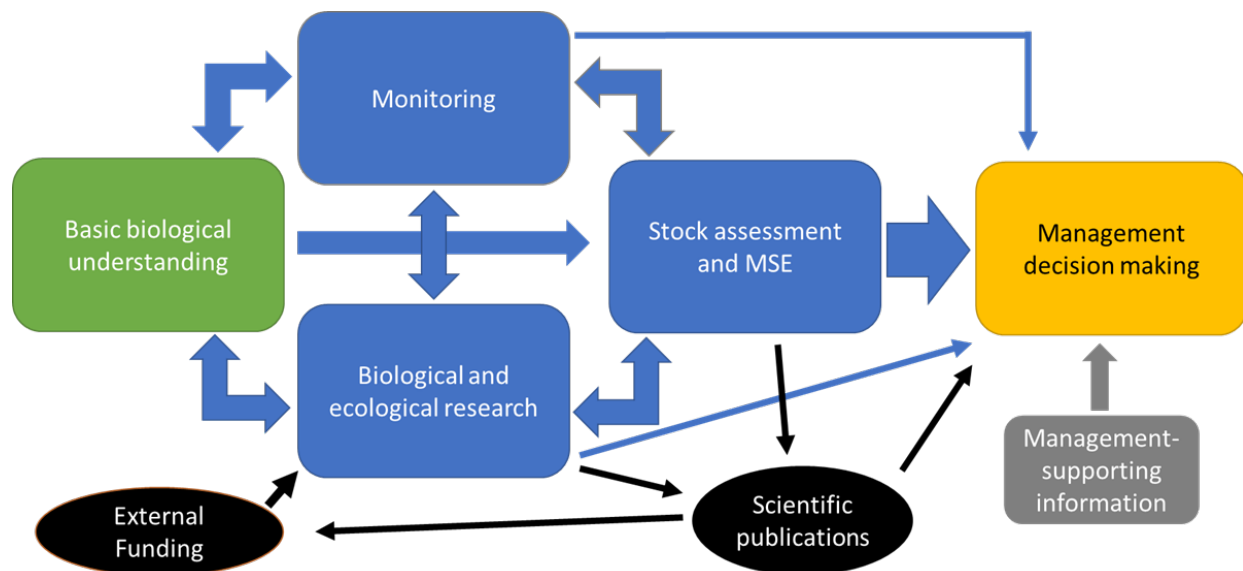 Monitoring
Basic biological
understanding
Stock assessment
and MSE
Management
decision making
Biological and
ecological research
Management-
supporting
information
External
Funding
Scientific
publications